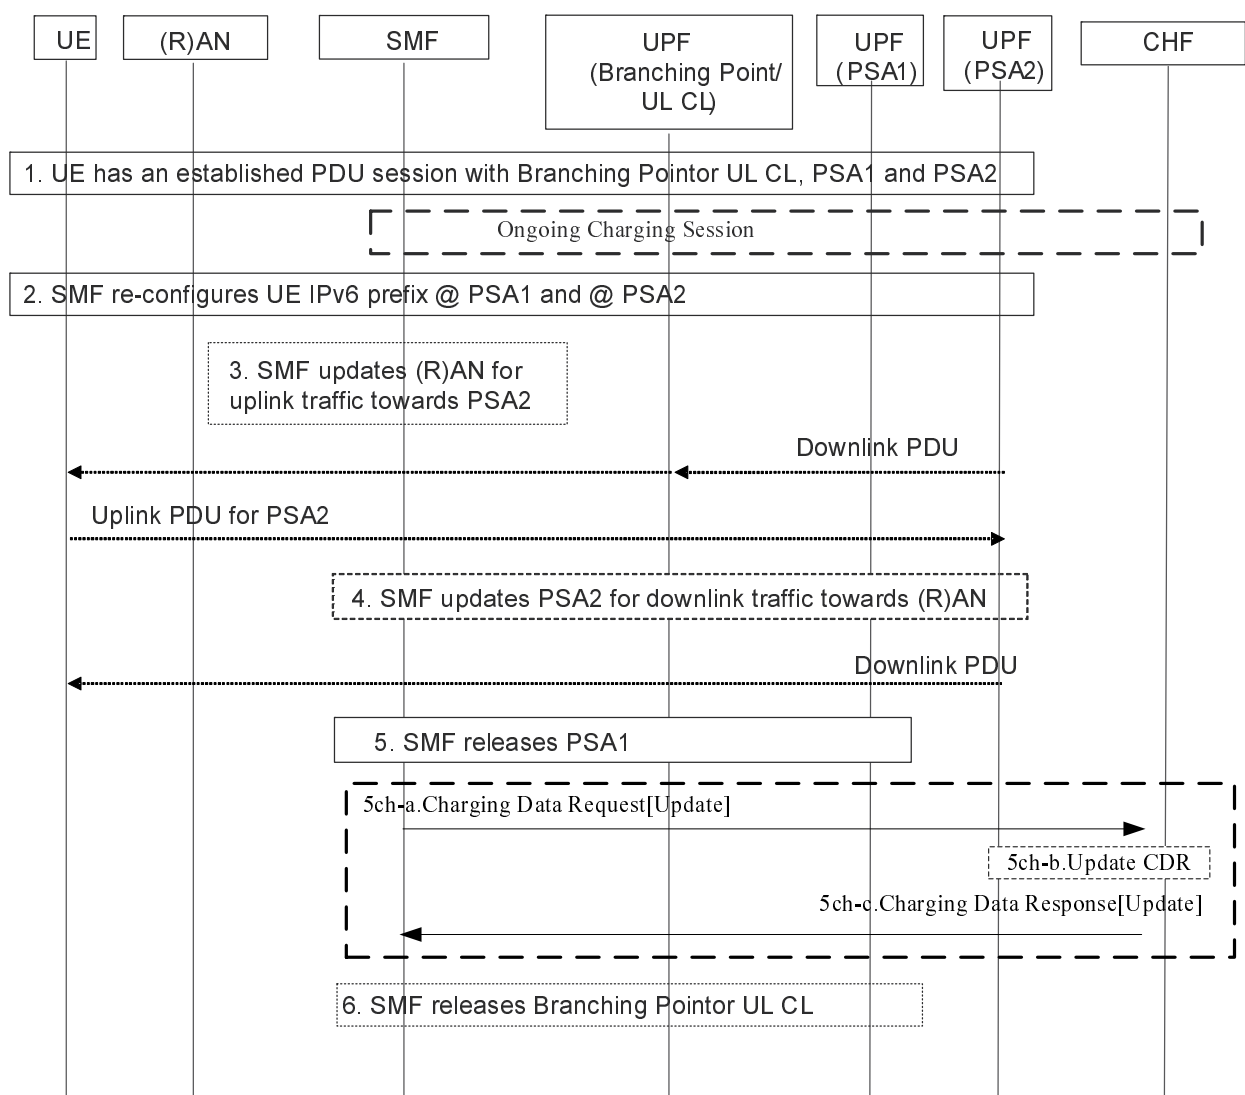 UE
(R)AN
SMF
UPF
(Branching Point/
UL CL)
UPF
(PSA1)
UPF
(PSA2)
CHF
1. UE has an established PDU session with Branching Pointor UL CL, PSA1 and PSA2
Ongoing Charging Session
2. SMF re-configures UE IPv6 prefix @ PSA1 and @ PSA2
3. SMF updates (R)AN for
uplink traffic towards PSA2
Downlink PDU
Uplink PDU for PSA2
4. SMF updates PSA2 for downlink traffic towards (R)AN
Downlink PDU
5. SMF releases PSA1
5ch-a.Charging Data Request[Update]
5ch-b.Update CDR
5ch-c.Charging Data Response[Update]
6. SMF releases Branching Pointor UL CL